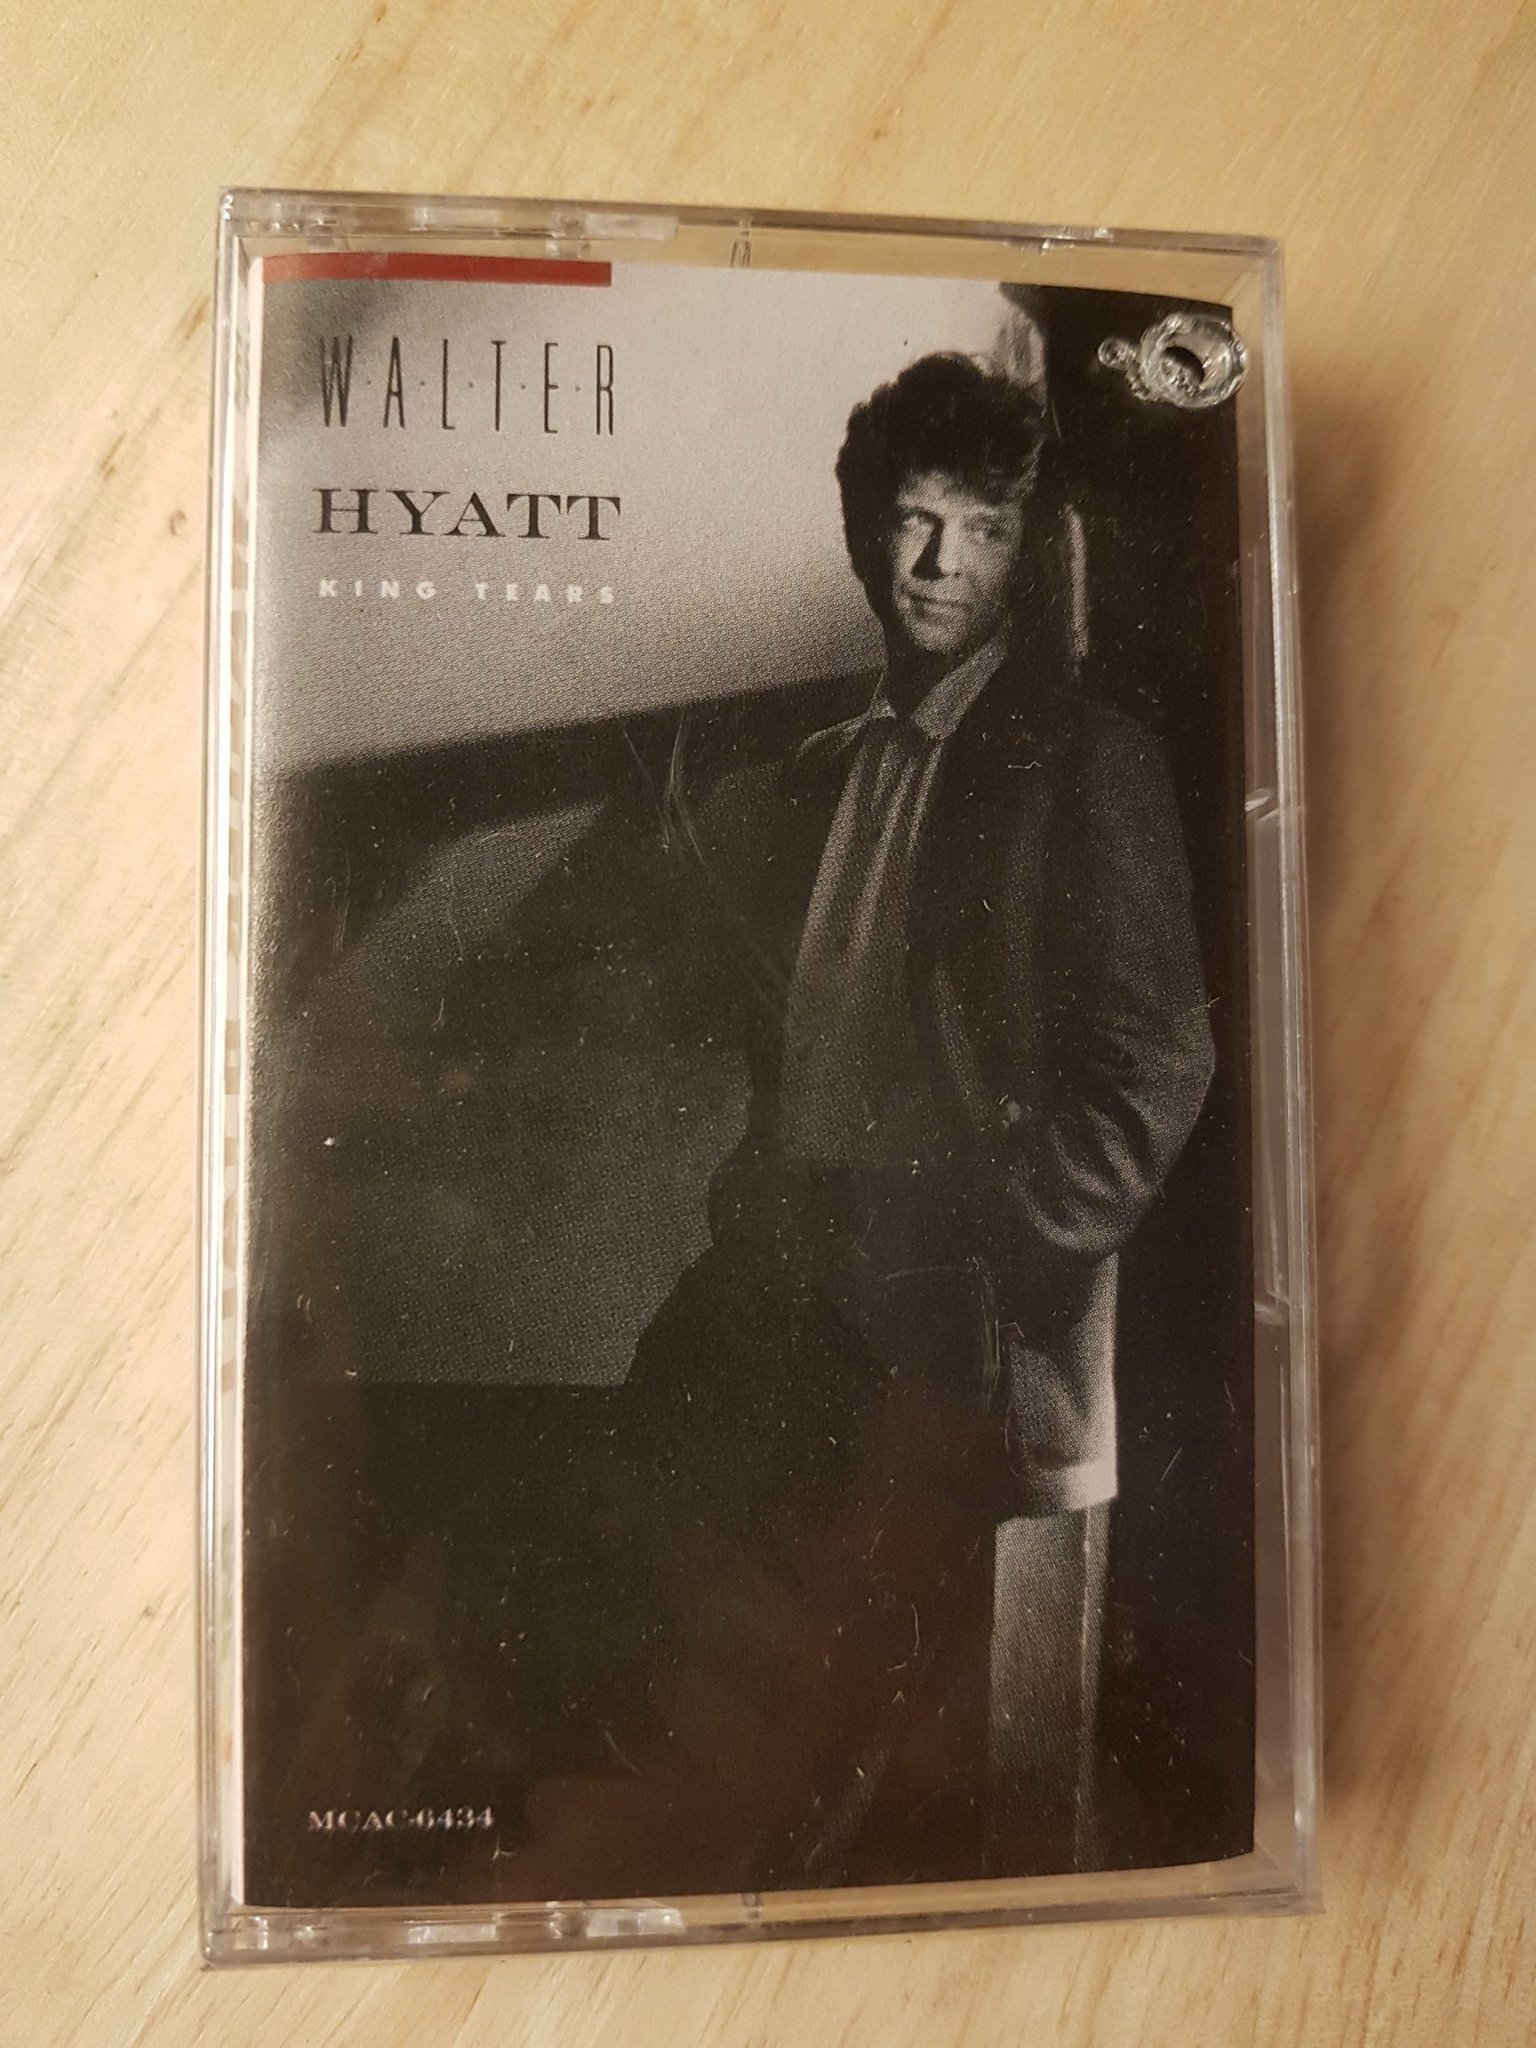 W·A·L·T·E·R
HYATT
KING TEARS
MCAC-6434